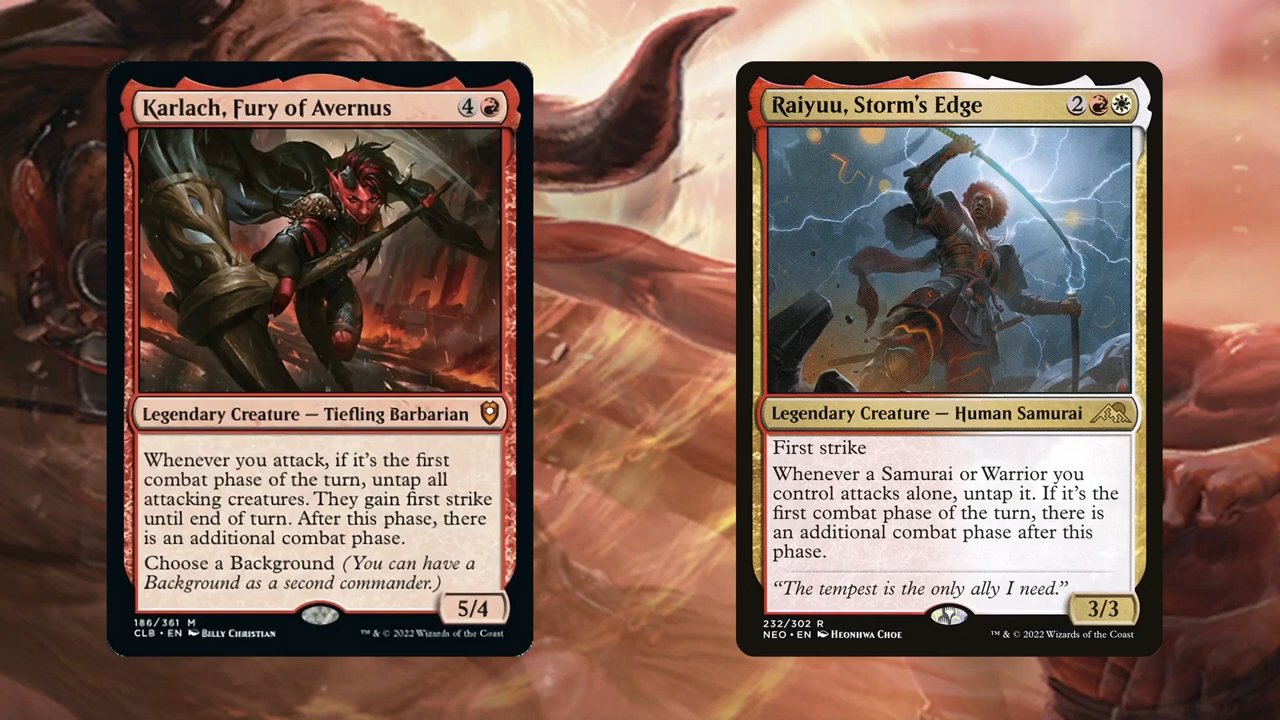 Karlach, Fury of Avernus 4
Legendary Creature — Tiefling Barbarian
Whenever you attack, if it's the first
combat phase of the turn, untap all
attacking creatures. They gain first strike
until end of turn. After this phase, there
is an additional combat phase.
Choose a Background (You can have a
Background as a second commander.)
5/4
186/361 M
CLB • EN Billy Christian
™ & © 2022 Wizards of the Coast
Raiyuu, Storm's Edge 2
Legendary Creature — Human Samurai
First strike
Whenever a Samurai or Warrior you
control attacks alone, untap it. If it's the
first combat phase of the turn, there is
an additional combat phase after this
phase.
“The tempest is the only ally I need.”
3/3
232/302 R
NEO • EN Heonhwa Choe
™ & © 2022 Wizards of the Coast